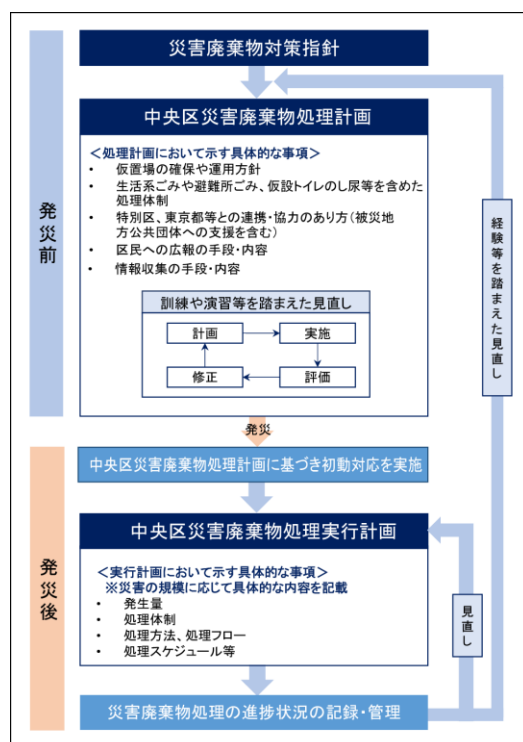 災害廃棄物対策指針
中央区災害廃棄物処理計画
＜処理計画において示す具体的な事項＞
・ 仮置場の確保や運用方針
・ 生活系ごみや避難所ごみ、仮設トイレのし尿等を含めた
処理体制
・ 特別区、東京都等との連携・協力のあり方（被災地
方公共団体への支援を含む）
・ 区民への広報の手段・内容
・ 情報収集の手段・内容
訓練や演習等を踏まえた見直し
計画
実施
修正
評価
発災前
経験等を踏まえた見直し
発災
中央区災害廃棄物処理計画に基づき初動対応を実施
中央区災害廃棄物処理実行計画
＜実行計画において示す具体的な事項＞
※災害の規模に応じて具体的な内容を記載
・ 発生量
・ 処理体制
・ 処理方法、処理フロー
・ 処理スケジュール等
発災後
見直し
災害廃棄物処理の進捗状況の記録・管理